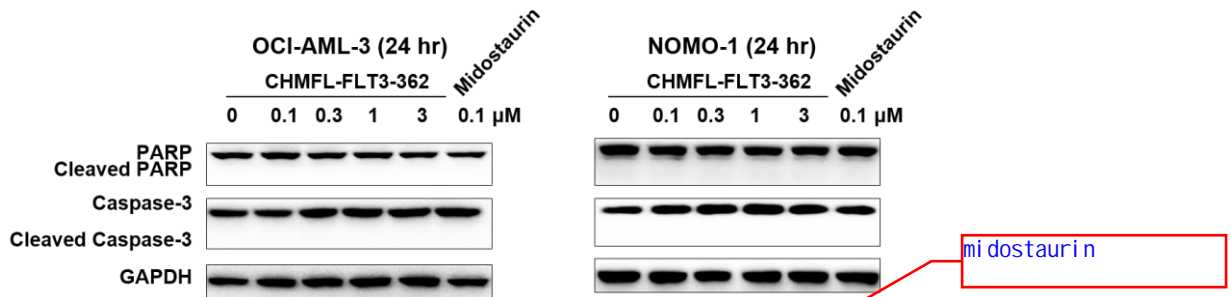 OCI-AML-3 (24 hr)
CHMFL-FLT3-362
Midostaurin
0 0.1 0.3 1 3 0.1 μM
NOMO-1 (24 hr)
CHMFL-FLT3-362
Midostaurin
0 0.1 0.3 1 3 0.1 μM
PARP
Cleaved PARP
Caspase-3
Cleaved Caspase-3
GAPDH
midostaurin